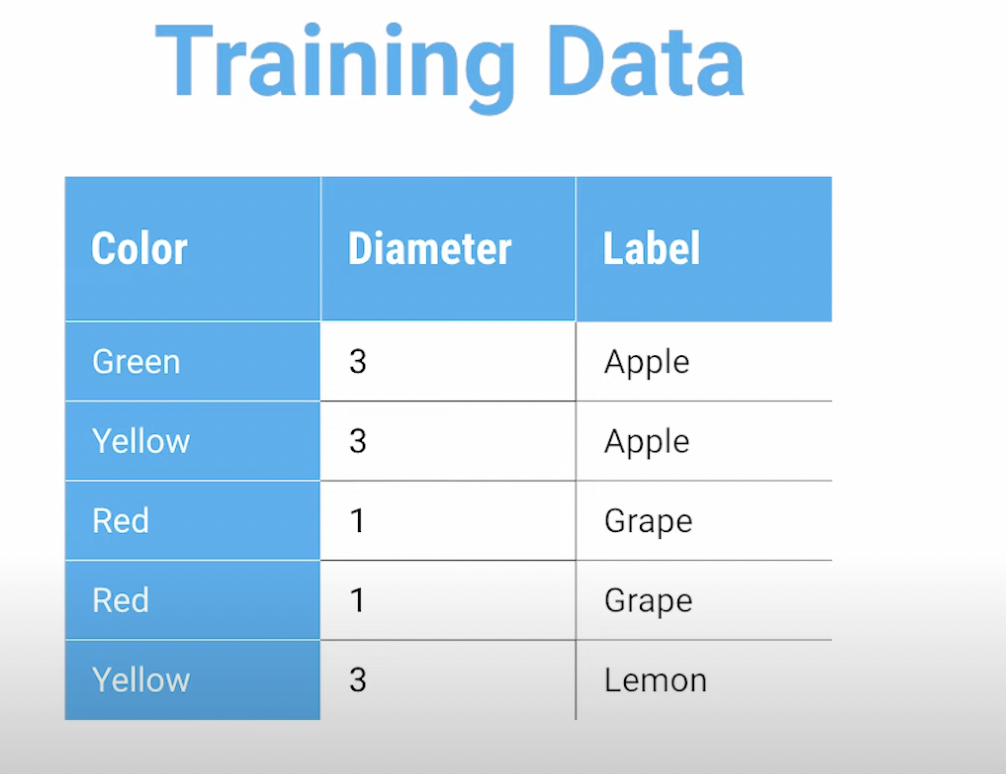 Training Data
Color Diameter Label
Green 3 Apple
Yellow 3 Apple
Red 1 Grape
Red 1 Grape
Yellow 3 Lemon